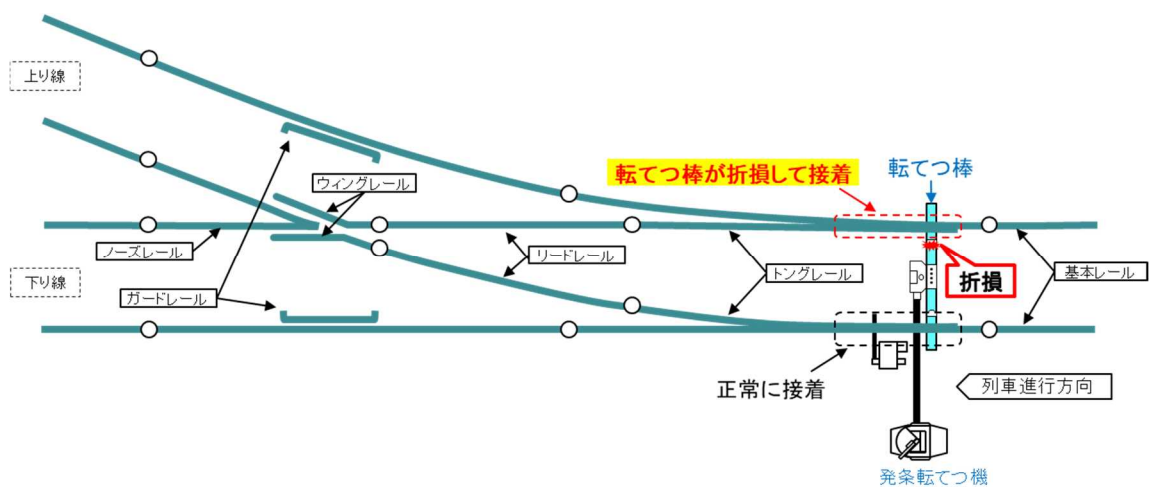 上り線
転てつ棒が折損して接着
転てつ棒
ウィングレール
ノーズレール
リードレール
トングレール
折損
基本レール
下り線
ガードレール
正常に接着
列車進行方向
発条転てつ機